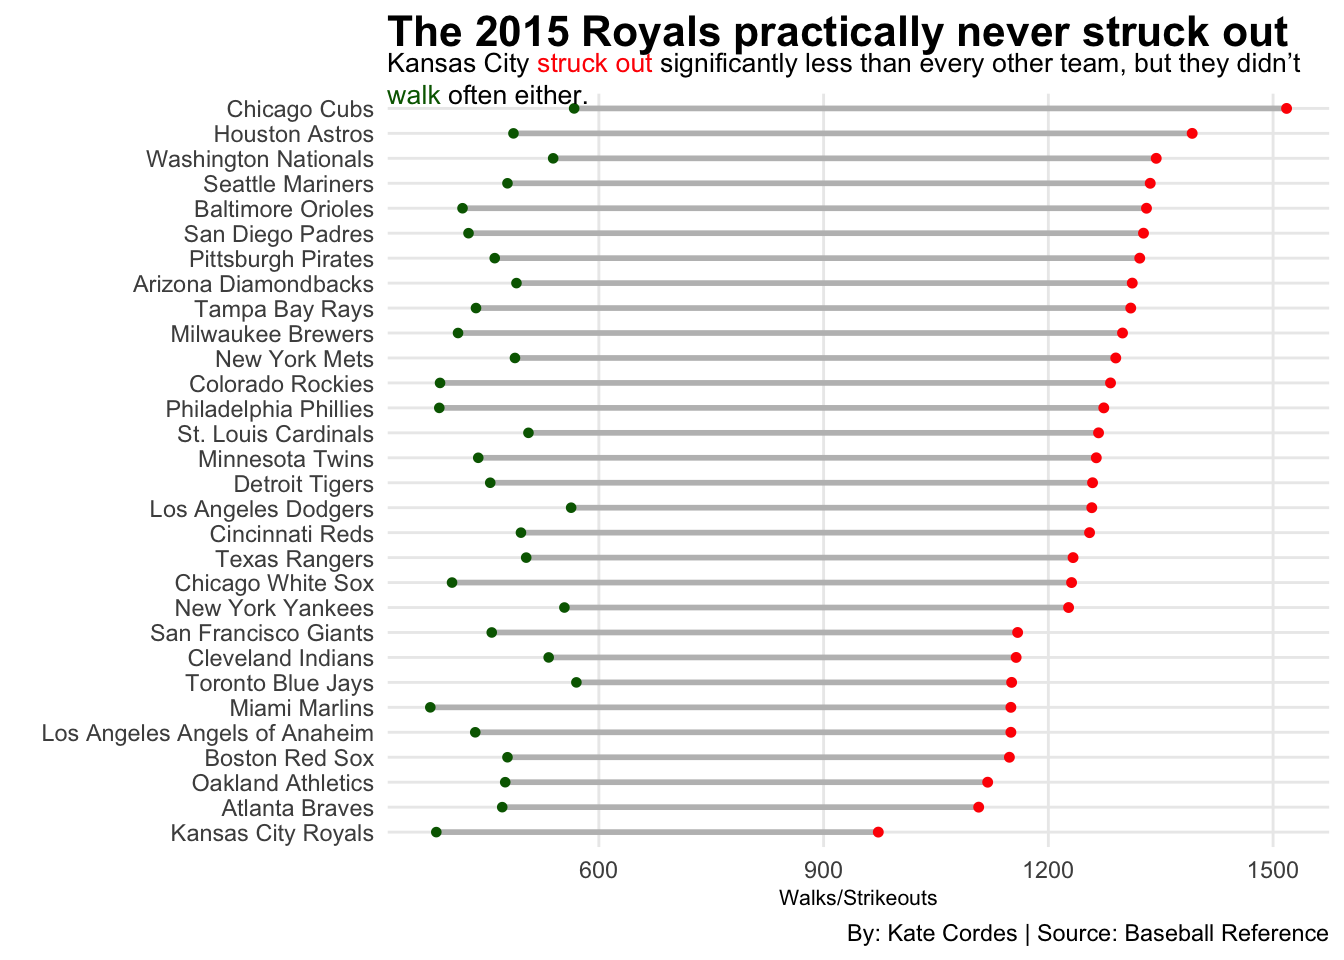 The 2015 Royals practically never struck out
Kansas City struck out significantly less than every other team, but they didn’t
walk often either.
Chicago Cubs
Houston Astros
Washington Nationals
Seattle Mariners
Baltimore Orioles
San Diego Padres
Pittsburgh Pirates
Arizona Diamondbacks
Tampa Bay Rays
Milwaukee Brewers
New York Mets
Colorado Rockies
Philadelphia Phillies
St. Louis Cardinals
Minnesota Twins
Detroit Tigers
Los Angeles Dodgers
Cincinnati Reds
Texas Rangers
Chicago White Sox
New York Yankees
San Francisco Giants
Cleveland Indians
Toronto Blue Jays
Miami Marlins
Los Angeles Angels of Anaheim
Boston Red Sox
Oakland Athletics
Atlanta Braves
Kansas City Royals
600 900 1200 1500
Walks/Strikeouts
By: Kate Cordes | Source: Baseball Reference